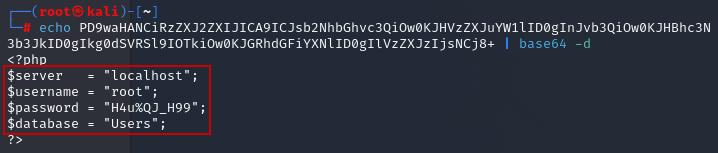 ┌──(root㉿kali)-[~]
└─# echo PD9waHANCiRzZXJ2ZXIJICA9ICJsb2NhbGhvc3QiOw0KJHVzZXJuYW1lID0gInJvb3QiOw0KJHBhc3N
3b3JkID0gIkg0dSVRSl9IOTkiOw0KJGRhdGFiYXNlID0gIlVzZXJzIjsNCj8+ | base64 -d
<?php
$server   = "localhost";
$username = "root";
$password = "H4u%QJ_H99";
$database = "Users";
?>